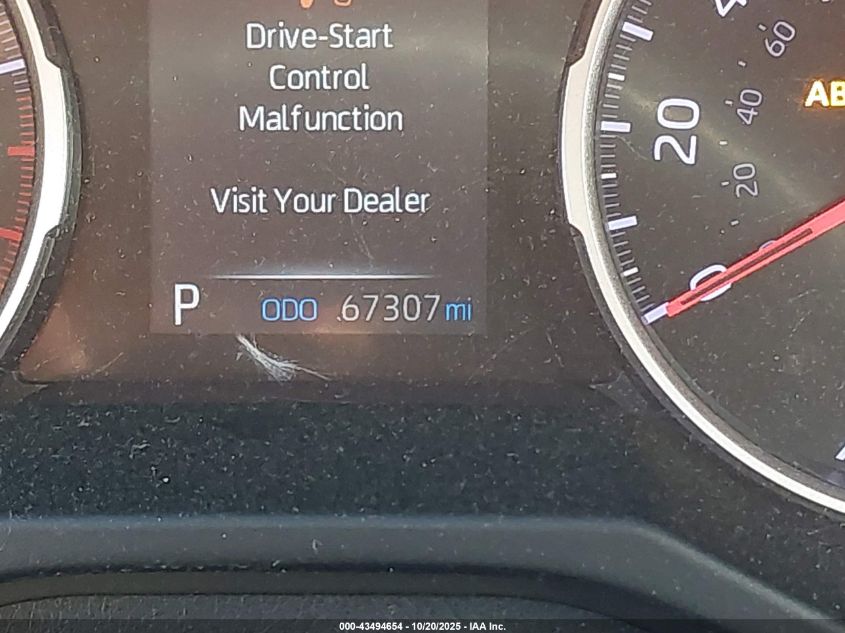 Drive-Start
Control
Malfunction
Visit Your Dealer
P ODO 67307 mi
0
20
20
40
60
AB
000-43494654 - 10/20/2025 - IAA Inc.